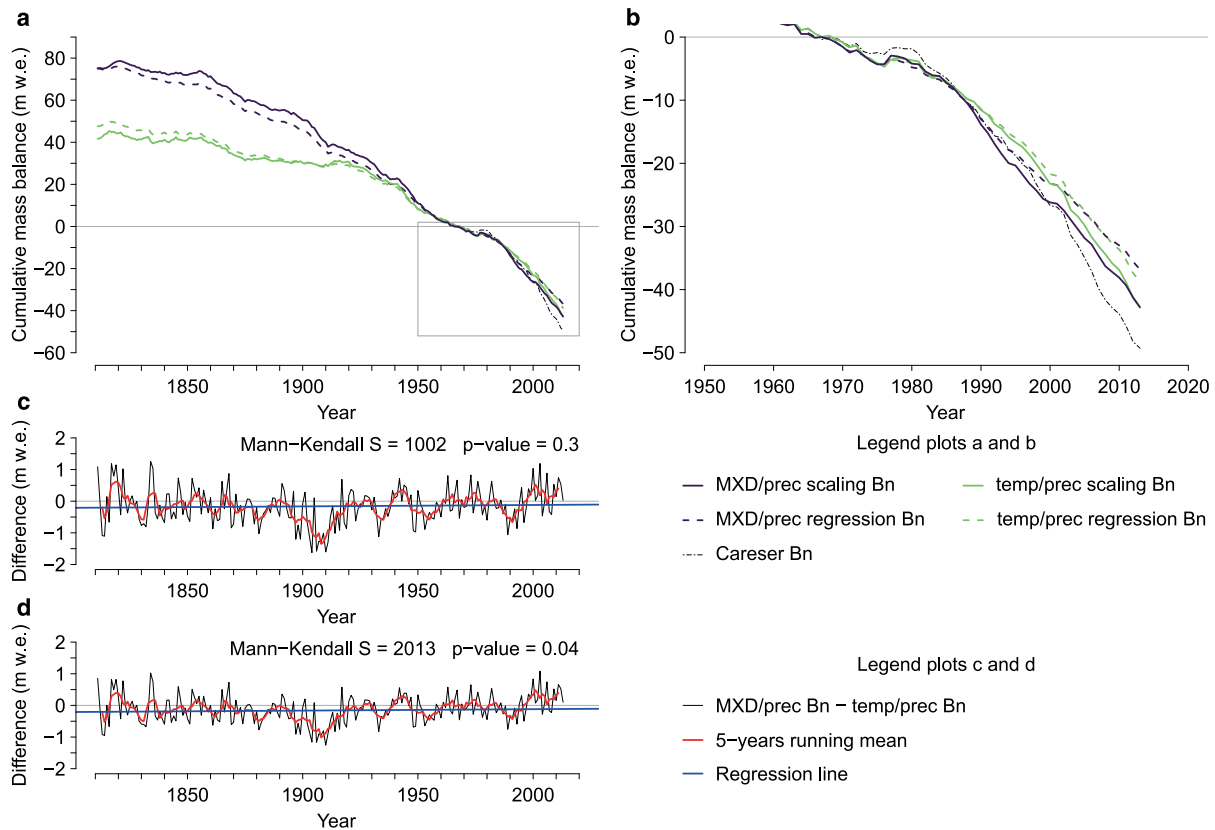 a
Cumulative mass balance (m w.e.)
80
60
40
20
0
−20
−40
−60
1850
1900
1950
2000
Year
b
Cumulative mass balance (m w.e.)
0
−10
−20
−30
−40
−50
1950
1960
1970
1980
1990
2000
2010
2020
Year
c
Mann−Kendall S = 1002 p−value = 0.3
Difference (m w.e.)
2
1
0
−1
−2
1850
1900
1950
2000
Year
Legend plots a and b
MXD/prec scaling Bn
temp/prec scaling Bn
MXD/prec regression Bn
temp/prec regression Bn
Careser Bn
d
Mann−Kendall S = 2013 p−value = 0.04
Difference (m w.e.)
2
1
0
−1
−2
1850
1900
1950
2000
Year
Legend plots c and d
MXD/prec Bn − temp/prec Bn
5−years running mean
Regression line